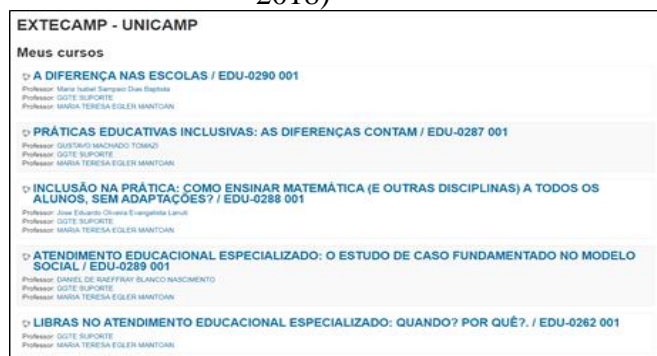 2018)
EXTECAMP - UNICAMP
Meus cursos
A DIFERENÇA NAS ESCOLAS / EDU-0290 001
Professor: Maria Isabel Sampaio Dias Baptista
Professor: GGTE SUPORTE
Professor: MARIA TERESA EGLER MANTOAN
PRÁTICAS EDUCATIVAS INCLUSIVAS: AS DIFERENÇAS CONTAM / EDU-0287 001
Professor: GUSTAVO MACHADO TOMAZI
Professor: GGTE SUPORTE
Professor: MARIA TERESA EGLER MANTOAN
INCLUSÃO NA PRÁTICA: COMO ENSINAR MATEMÁTICA (E OUTRAS DISCIPLINAS) A TODOS OS
ALUNOS, SEM ADAPTAÇÕES? / EDU-0288 001
Professor: Jose Eduardo Oliveira Evangelista Lanuti
Professor: GGTE SUPORTE
Professor: MARIA TERESA EGLER MANTOAN
ATENDIMENTO EDUCACIONAL ESPECIALIZADO: O ESTUDO DE CASO FUNDAMENTADO NO MODELO
SOCIAL / EDU-0289 001
Professor: DANIEL DE RAEFFRAY BLANCO NASCIMENTO
Professor: GGTE SUPORTE
Professor: MARIA TERESA EGLER MANTOAN
LIBRAS NO ATENDIMENTO EDUCACIONAL ESPECIALIZADO: QUANDO? POR QUÊ?. / EDU-0262 001
Professor: GGTE SUPORTE
Professor: MARIA TERESA EGLER MANTOAN